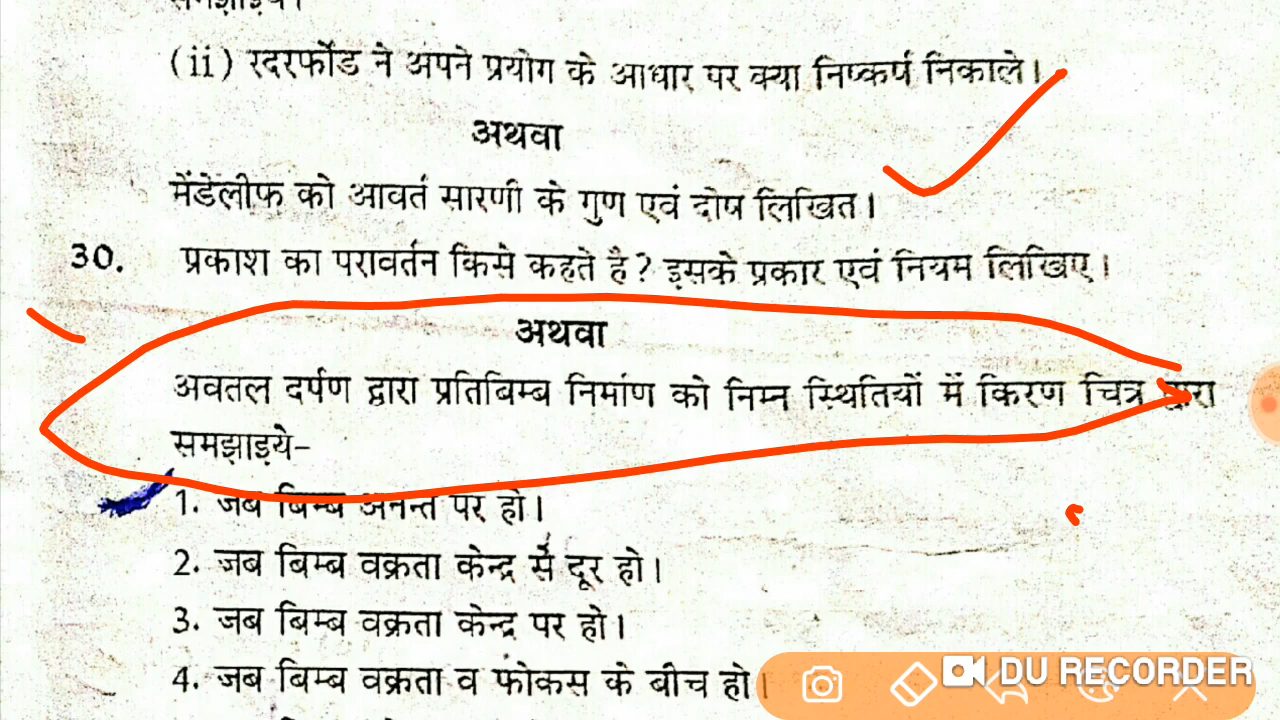 समझाइये।
(ii) रदरफोर्ड ने अपने प्रयोग के आधार पर क्या निष्कर्ष निकाले।
अथवा
मेंडेलीफ को आवर्त सारणी के गुण एवं दोष लिखित।
30. प्रकाश का परावर्तन किसे कहते है? इसके प्रकार एवं नियम लिखिए।
अथवा
अवतल दर्पण द्वारा प्रतिबिम्ब निर्माण को निम्न स्थितियों में किरण चित्र द्वारा
समझाइये-
1. जब बिम्ब अनन्त पर हो।
2. जब बिम्ब वक्रता केन्द्र से दूर हो।
3. जब बिम्ब वक्रता केन्द्र पर हो।
4. जब बिम्ब वक्रता व फोकस के बीच हो।
DU RECORDER